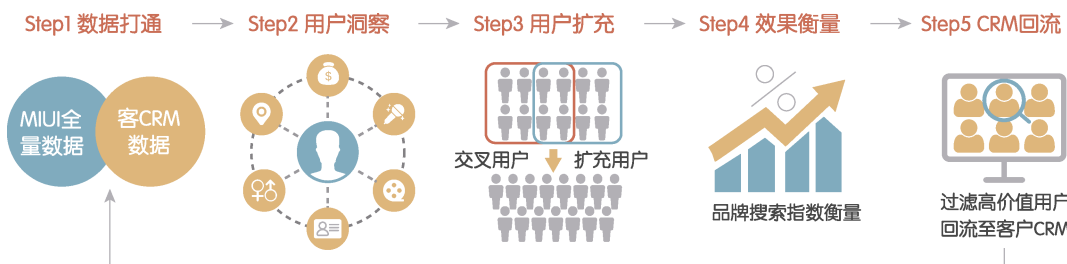 Step1 数据打通
Step2 用户洞察
Step3 用户扩充
Step4 效果衡量
Step5 CRM回流
MIUI全
量数据
客CRM
数据
$
交叉用户
扩充用户
品牌搜索指数衡量
过滤高价值用户
回流至客户CRM